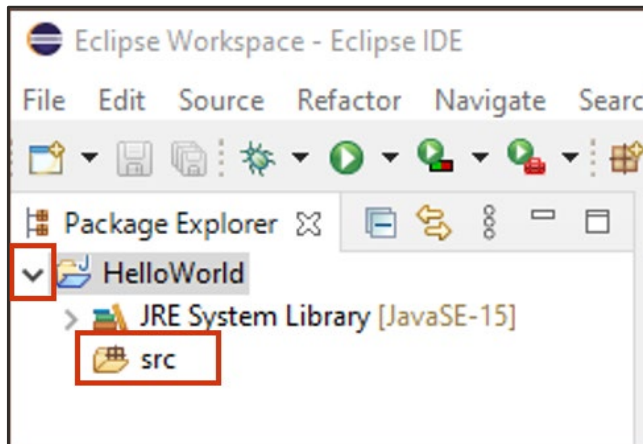 Eclipse Workspace - Eclipse IDE
File Edit Source Refactor Navigate Searc
Package Explorer
HelloWorld
JRE System Library [JavaSE-15]
src